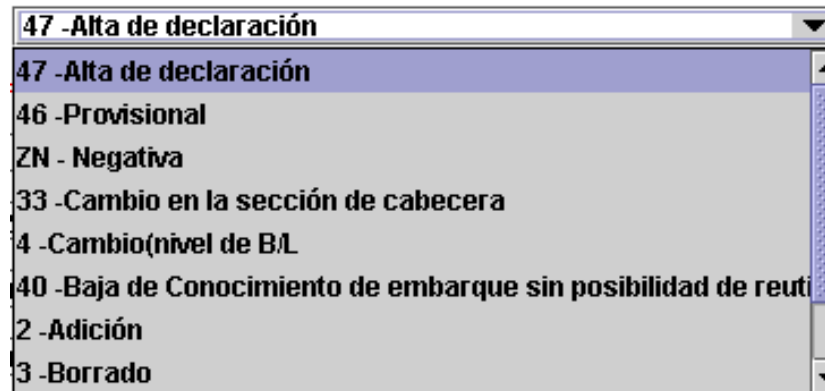 47 -Alta de declaración
47 -Alta de declaración
46 -Provisional
ZN - Negativa
33 -Cambio en la sección de cabecera
4 -Cambio(nivel de B/L
40 -Baja de Conocimiento de embarque sin posibilidad de reuti
2 -Adición
3 -Borrado